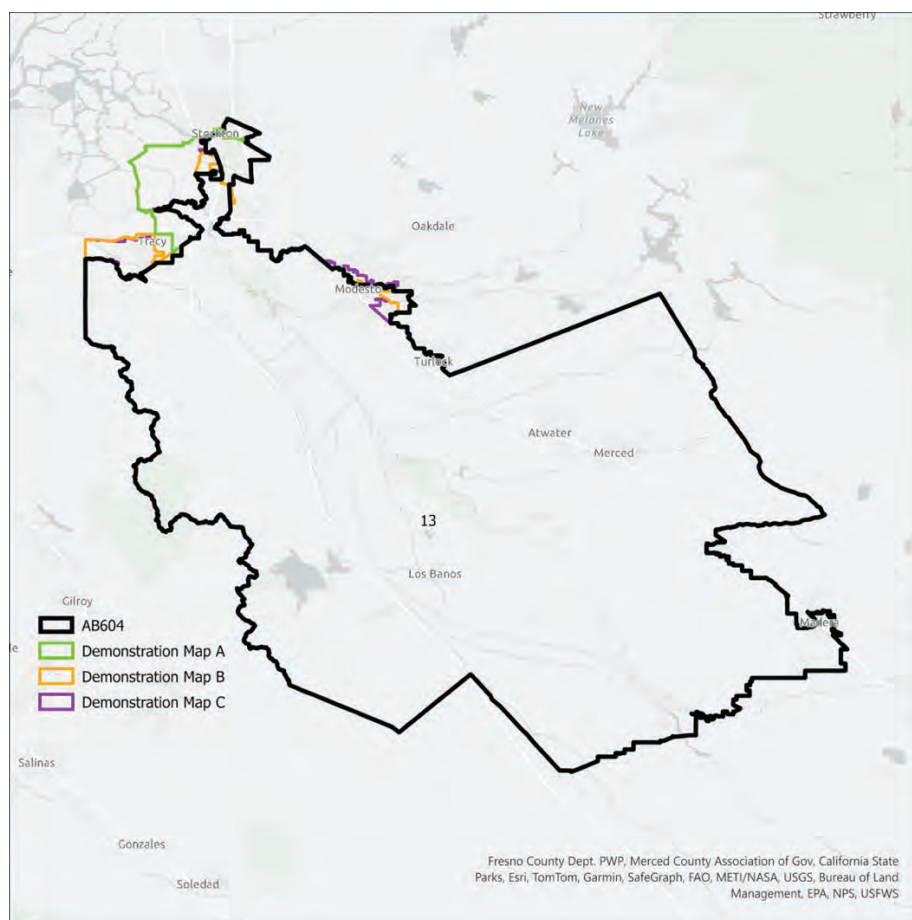 Strawberry
New
Melones
Lake
Stockton
Oakdale
Tracy
Modesto
Turlock
Atwater
Merced
13
Los Banos
Gilroy
Madera
AB604
Demonstration Map A
Demonstration Map B
Demonstration Map C
Salinas
Gonzales
Soledad
Fresno County Dept. PWP, Merced County Association of Gov, California State
Parks, Esri, TomTom, Garmin, SafeGraph, FAO, METI/NASA, USGS, Bureau of Land
Management, EPA, NPS, USFWS